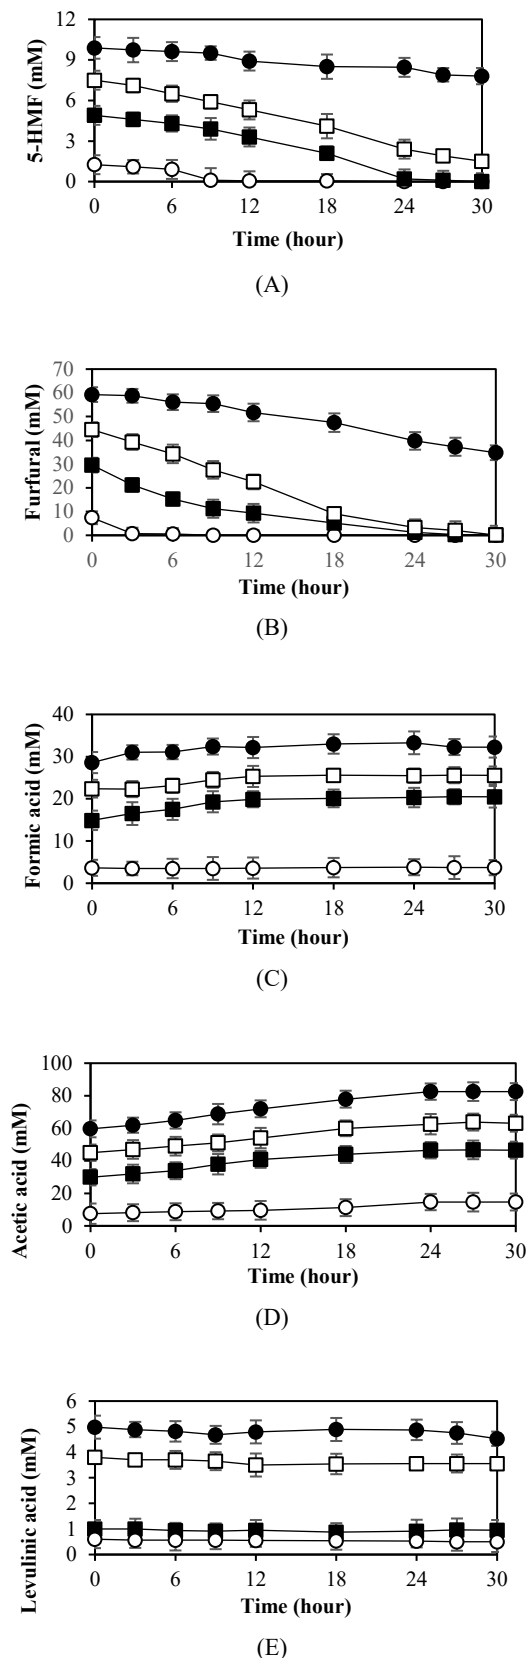 12
9
6
3
0
5-HMF (mM)
0 6 12 18 24 30
Time (hour)
(A)
70
60
50
40
30
20
10
0
Furfural (mM)
0 6 12 18 24 30
Time (hour)
(B)
40
30
20
10
0
Formic acid (mM)
0 6 12 18 24 30
Time (hour)
(C)
100
80
60
40
20
0
Acetic acid (mM)
0 6 12 18 24 30
Time (hour)
(D)
6
5
4
3
2
1
0
Levulinic acid (mM)
0 6 12 18 24 30
Time (hour)
(E)